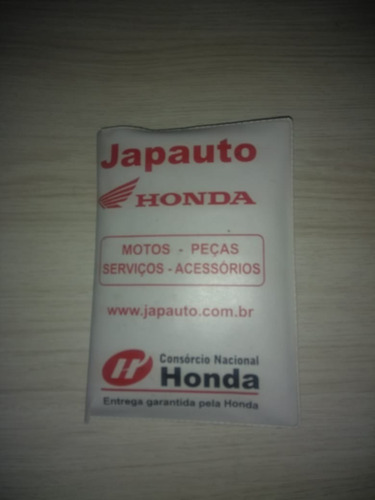 Japauto
HONDA
MOTOS - PEÇAS
SERVIÇOS - ACESSÓRIOS
www.japauto.com.br
H Consórcio Nacional
Honda
Entrega garantida pela Honda